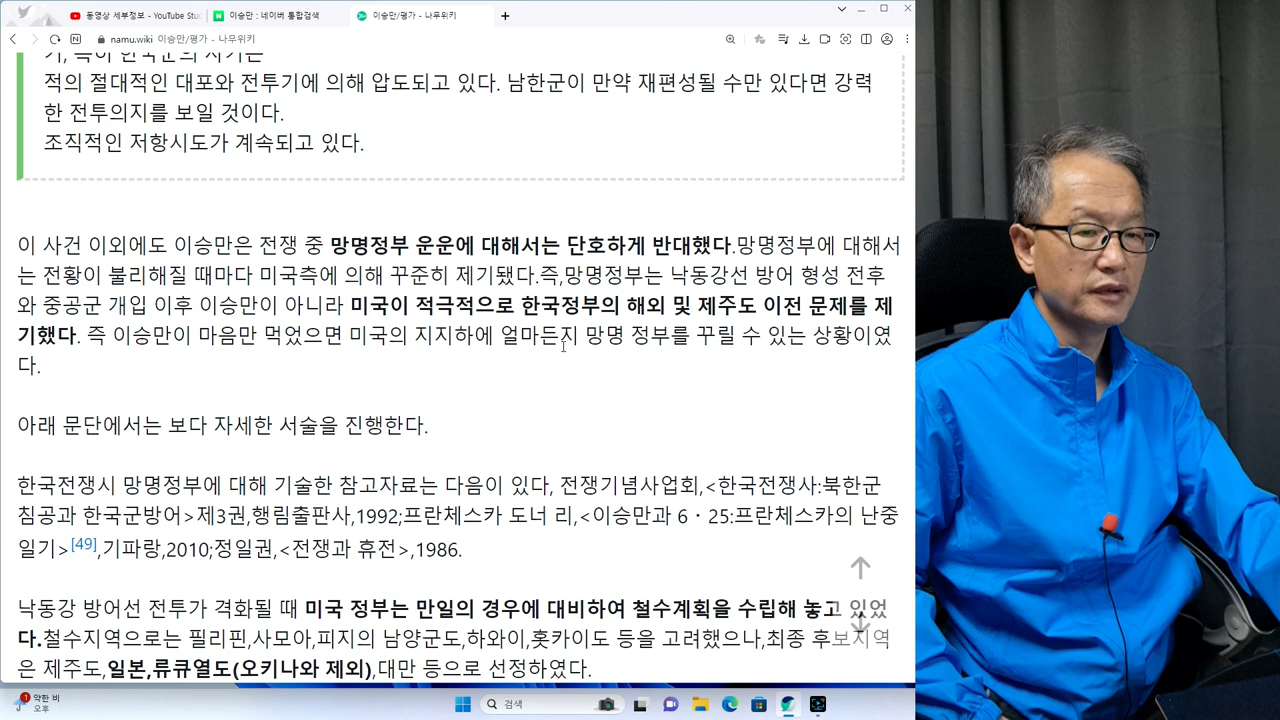 동영상 세부정보 - YouTube Stu
이승만 : 네이버 통합검색
이승만/평가 - 나무위키
namu.wiki 이승만/평가 - 나무위키
적의 절대적인 대포와 전투기에 의해 압도되고 있다. 남한군이 만약 재편성될 수만 있다면 강력
한 전투의지를 보일 것이다.
조직적인 저항시도가 계속되고 있다.
이 사건 이외에도 이승만은 전쟁 중 망명정부 운운에 대해서는 단호하게 반대했다.망명정부에 대해서
는 전황이 불리해질 때마다 미국측에 의해 꾸준히 제기됐다.즉,망명정부는 낙동강선 방어 형성 전후
와 중공군 개입 이후 이승만이 아니라 미국이 적극적으로 한국정부의 해외 및 제주도 이전 문제를 제
기했다. 즉 이승만이 마음만 먹었으면 미국의 지지하에 얼마든지 망명 정부를 꾸릴 수 있는 상황이였
다.
아래 문단에서는 보다 자세한 서술을 진행한다.
한국전쟁시 망명정부에 대해 기술한 참고자료는 다음이 있다, 전쟁기념사업회,<한국전쟁사:북한군
침공과 한국군방어>제3권,행림출판사,1992;프란체스카 도너 리,<이승만과 6·25:프란체스카의 난중
일기>[49],기파랑,2010;정일권,<전쟁과 휴전>,1986.
낙동강 방어선 전투가 격화될 때 미국 정부는 만일의 경우에 대비하여 철수계획을 수립해 놓고 있었
다.철수지역으로는 필리핀,사모아,피지의 남양군도,하와이,홋카이도 등을 고려했으나,최종 후보지역
은 제주도,일본,류큐열도(오키나와 제외),대만 등으로 선정하였다.
1
약한 비
오후
검색